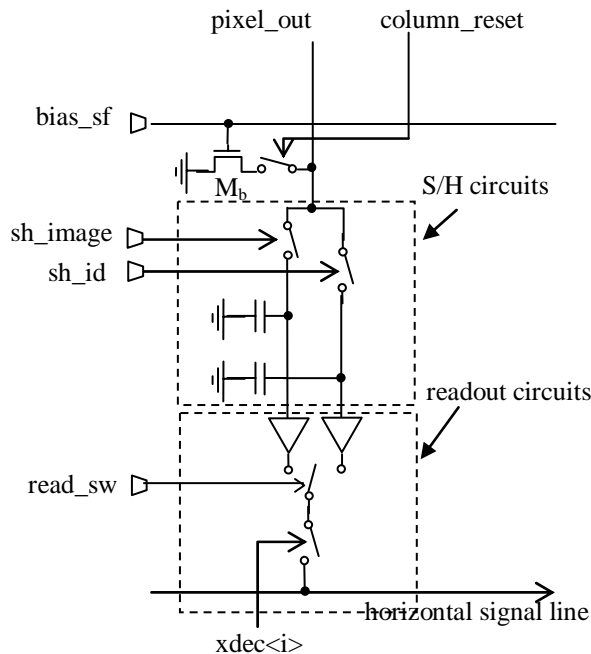 pixel_out
column_reset
bias_sf
M_b
S/H circuits
sh_image
sh_id
readout circuits
read_sw
horizontal signal line
xdec<i>